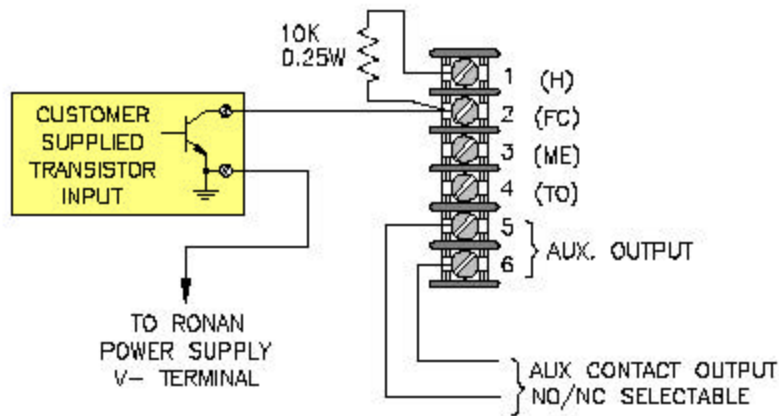 10K
0.25W
CUSTOMER
SUPPLIED
TRANSISTOR
INPUT
1 (H)
2 (FC)
3 (ME)
4 (TO)
5
6
AUX. OUTPUT
TO RONAN
POWER SUPPLY
V- TERMINAL
AUX CONTACT OUTPUT
NO/NC SELECTABLE